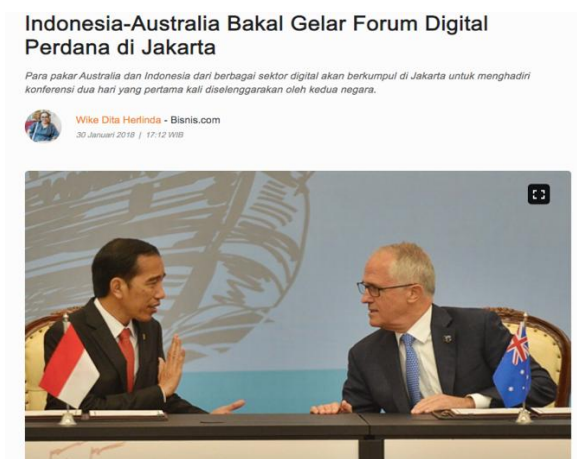 Indonesia-Australia Bakal Gelar Forum Digital
Perdana di Jakarta
Para pakar Australia dan Indonesia dari berbagai sektor digital akan berkumpul di Jakarta untuk menghadiri
konferensi dua hari yang pertama kali diselenggarakan oleh kedua negara.
Wike Dita Herlinda - Bisnis.com
30 Januari 2018 | 17:12 WIB